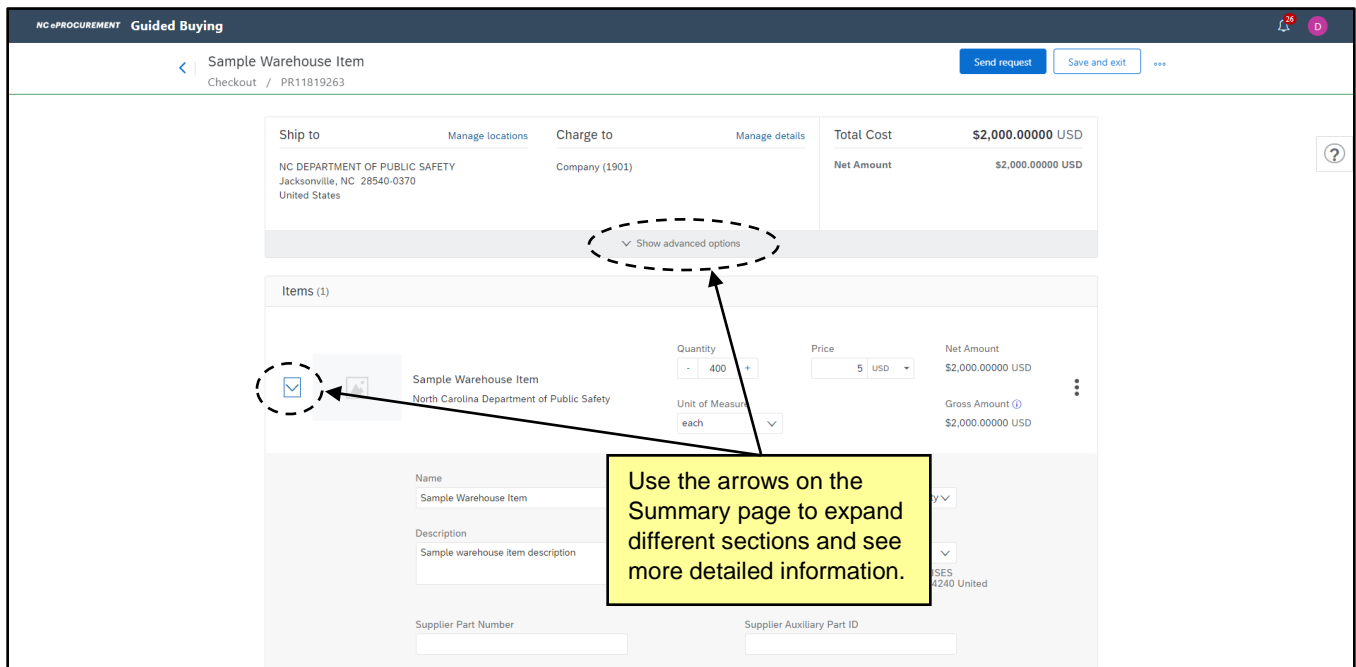 NC ePROCUREMENT Guided Buying
26
D
Sample Warehouse Item
Checkout / PR11819263
Send request
Save and exit
Ship to
Manage locations
Charge to
Manage details
Total Cost
$2,000.00000 USD
NC DEPARTMENT OF PUBLIC SAFETY
Jacksonville, NC 28540-0370
United States
Company (1901)
Net Amount
$2,000.00000 USD
?
Show advanced options
Items (1)
Sample Warehouse Item
North Carolina Department of Public Safety
Quantity
- 400 +
Unit of Measure
each
Price
5 USD
Net Amount
$2,000.00000 USD
Gross Amount
$2,000.00000 USD
Name
Sample Warehouse Item
Description
Sample warehouse item description
Use the arrows on the
Summary page to expand
different sections and see
more detailed information.
4240 United
Supplier Part Number
Supplier Auxiliary Part ID